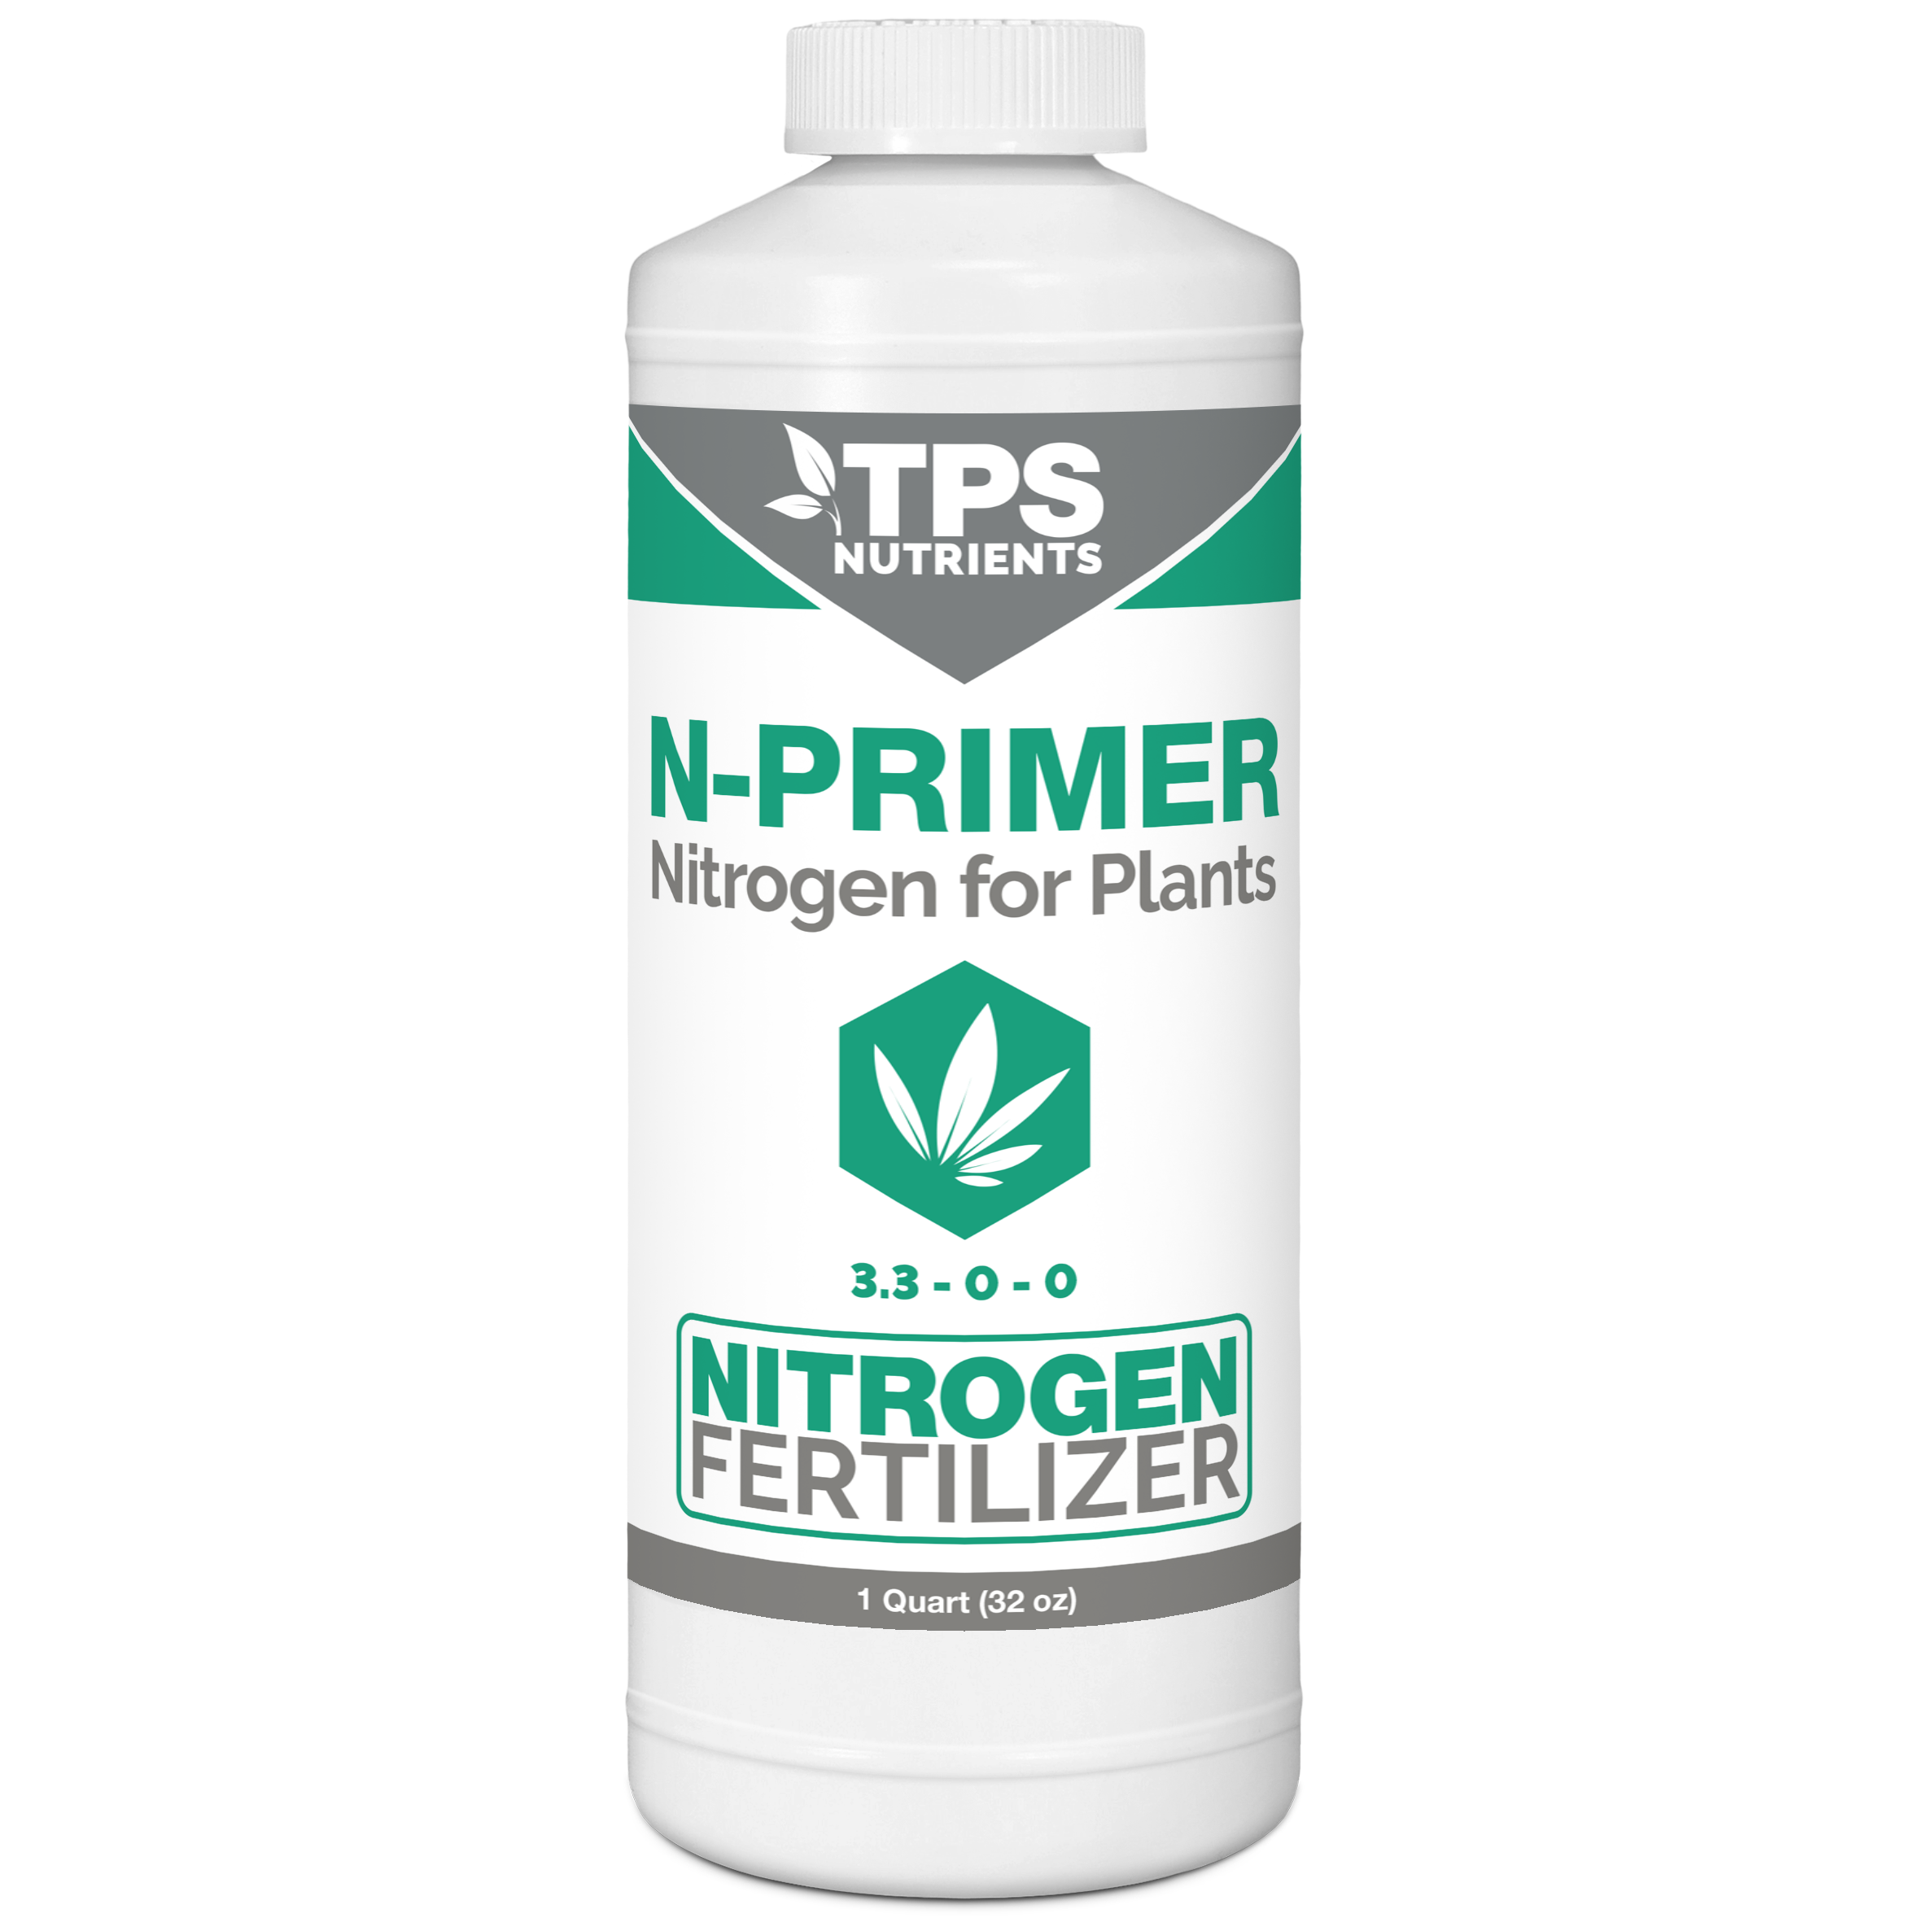 TPS
NUTRIENTS
N-PRIMER
Nitrogen for Plants
3.3 - 0 - 0
NITROGEN
FERTILIZER
1 Quart (32 oz)